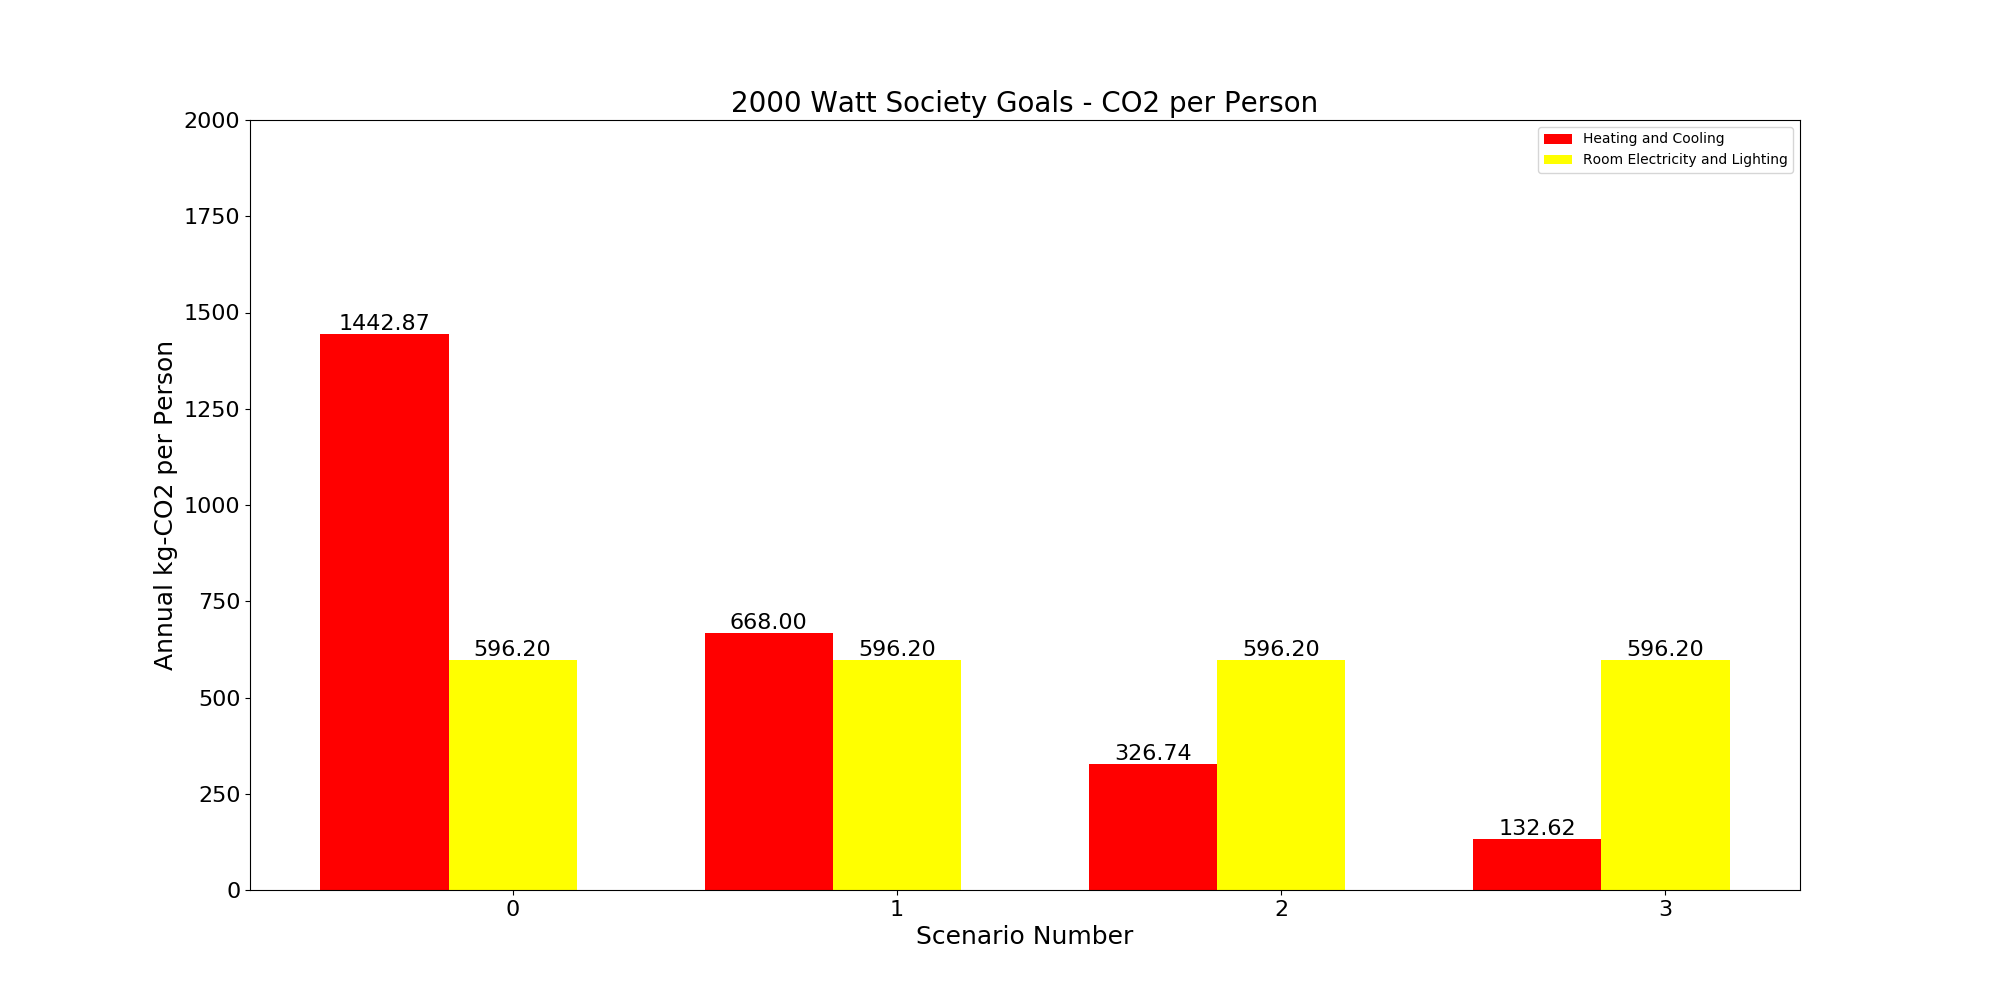 2000 Watt Society Goals - CO2 per Person
Heating and Cooling
Room Electricity and Lighting
Annual kg-CO2 per Person
2000
1750
1500
1250
1000
750
500
250
0
1442.87
596.20
668.00
596.20
326.74
596.20
132.62
596.20
0 1 2 3
Scenario Number